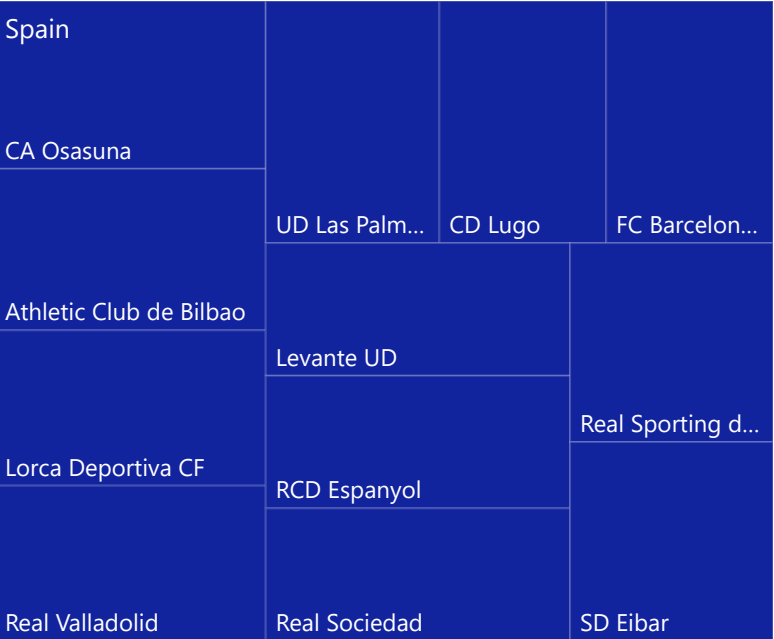 Spain
CA Osasuna
Athletic Club de Bilbao
Lorca Deportiva CF
Real Valladolid
UD Las Palm...
CD Lugo
FC Barcelon...
Levante UD
RCD Espanyol
Real Sociedad
Real Sporting d...
SD Eibar